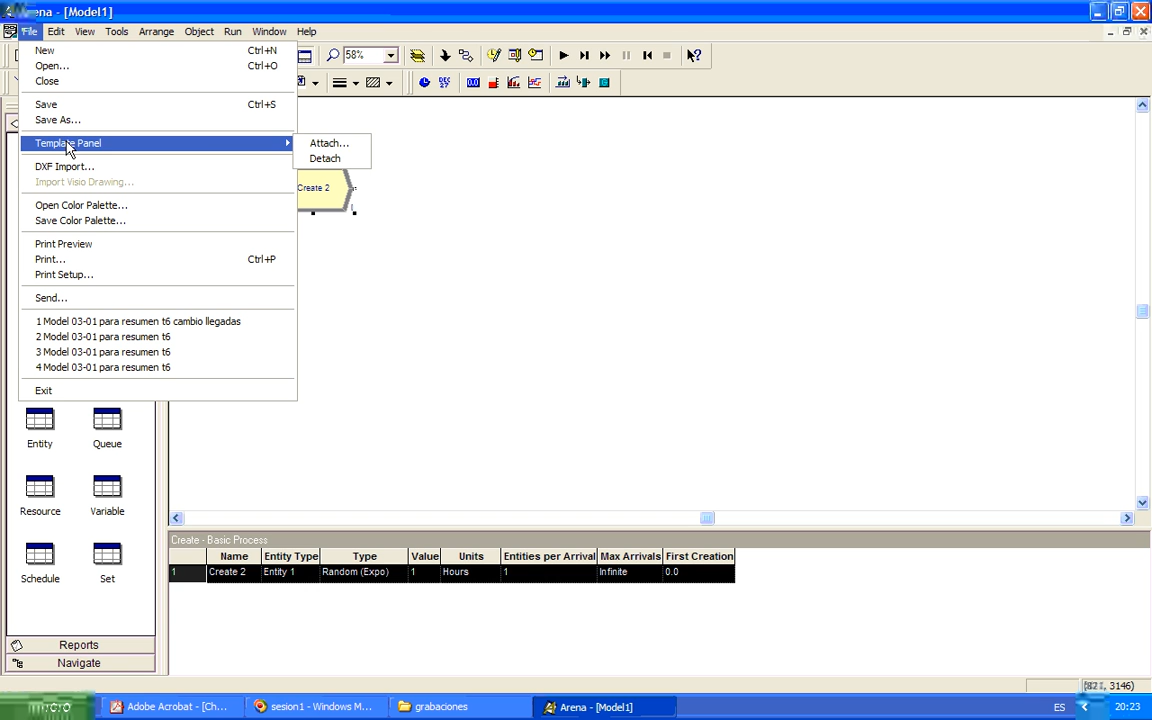 Arena - [Model1]
File Edit View Tools Arrange Object Run Window Help
58%
New Ctrl+N
Open... Ctrl+O
Close
Save Ctrl+S
Save As...
Template Panel
Attach...
Detach
DXF Import...
Import Visio Drawing...
Create 2
Open Color Palette...
Save Color Palette...
Print Preview
Print... Ctrl+P
Print Setup...
Send...
1 Model 03-01 para resumen t6 cambio llegadas
2 Model 03-01 para resumen t6
3 Model 03-01 para resumen t6
4 Model 03-01 para resumen t6
Exit
Entity Queue
Resource Variable
Schedule Set
Create - Basic Process
Name Entity Type Type Value Units Entities per Arrival Max Arrivals First Creation
1 Create 2 Entity 1 Random (Expo) 1 Hours 1 Infinite 0.0
Reports
Navigate
3146)
Adobe Acrobat - [Ch... sesion1 - Windows M... grabaciones Arena - [Model1] ES 20:23